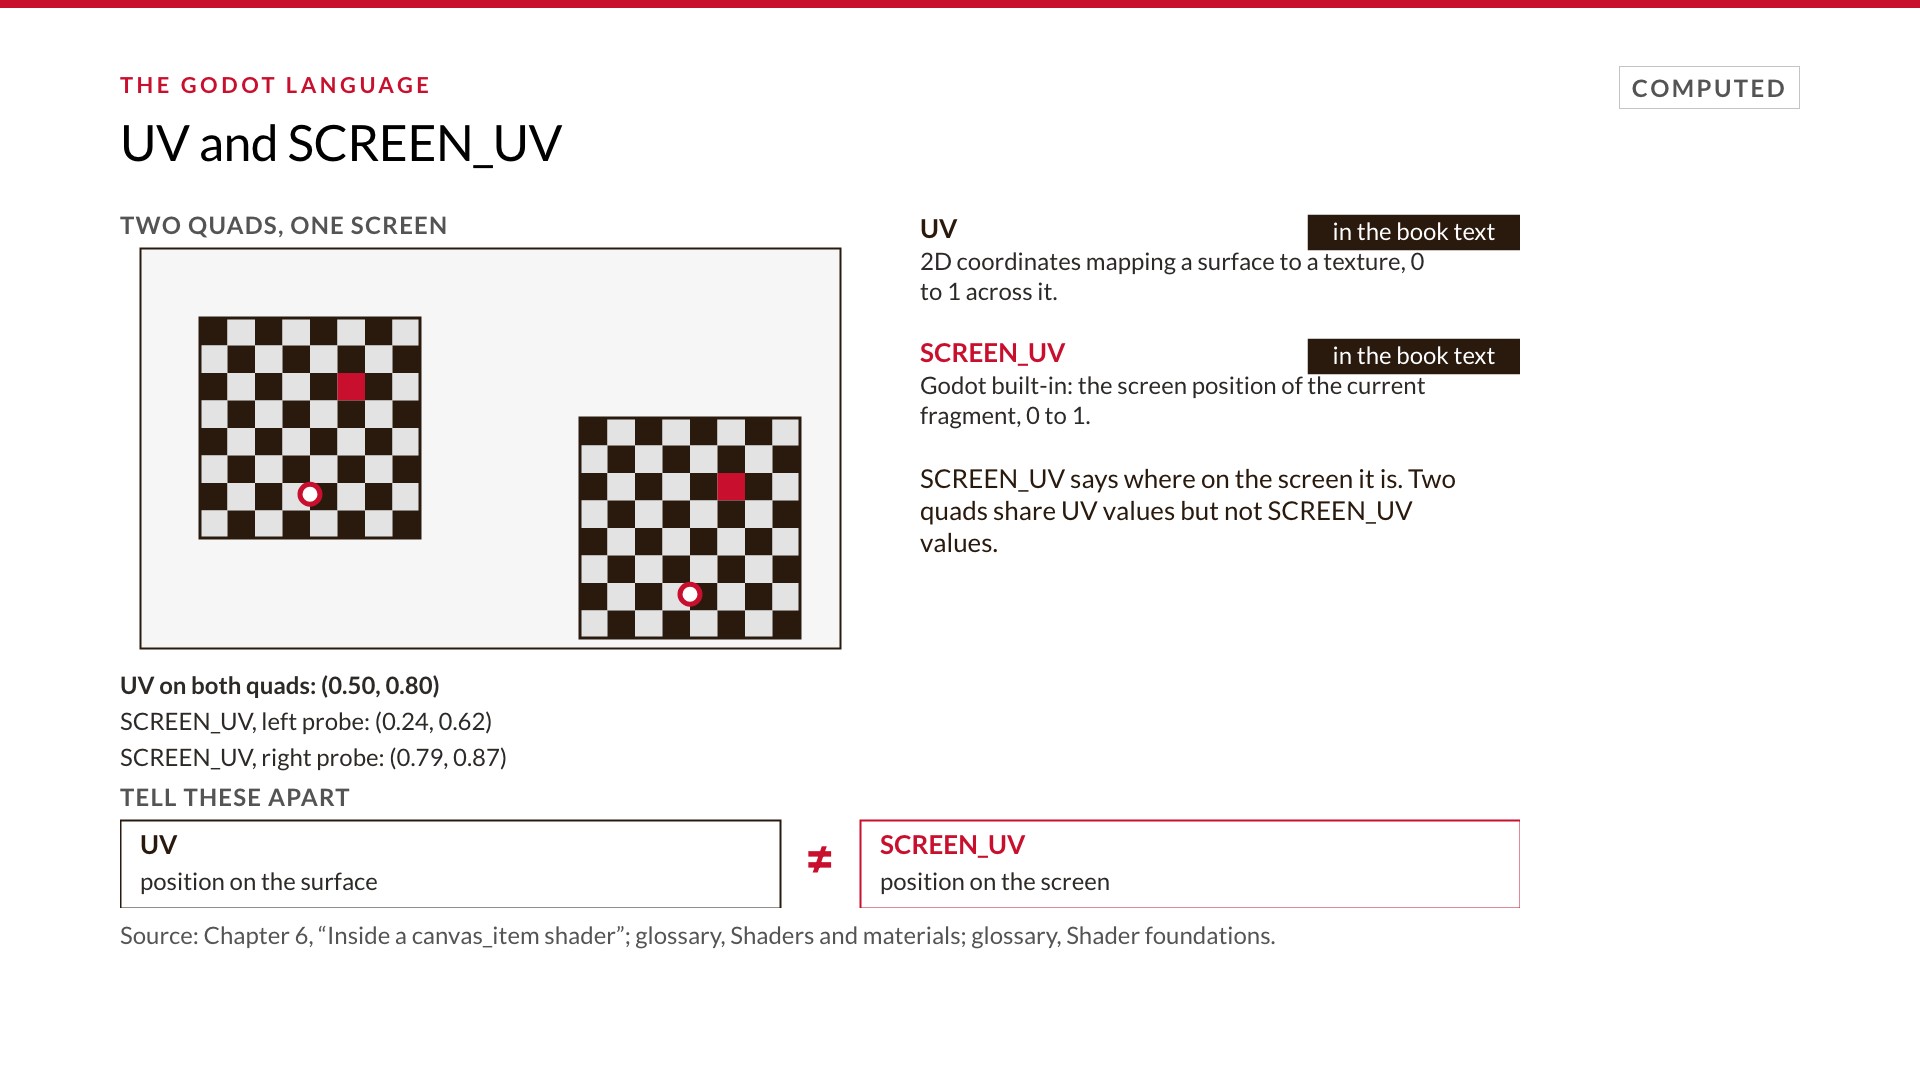 THE GODOT LANGUAGE
COMPUTED
UV and SCREEN_UV
TWO QUADS, ONE SCREEN
UV
in the book text
2D coordinates mapping a surface to a texture, 0
to 1 across it.
SCREEN_UV
in the book text
Godot built-in: the screen position of the current
fragment, 0 to 1.
SCREEN_UV says where on the screen it is. Two
quads share UV values but not SCREEN_UV
values.
UV on both quads: (0.50, 0.80)
SCREEN_UV, left probe: (0.24, 0.62)
SCREEN_UV, right probe: (0.79, 0.87)
TELL THESE APART
UV
position on the surface
≠
SCREEN_UV
position on the screen
Source: Chapter 6, “Inside a canvas_item shader”; glossary, Shaders and materials; glossary, Shader foundations.